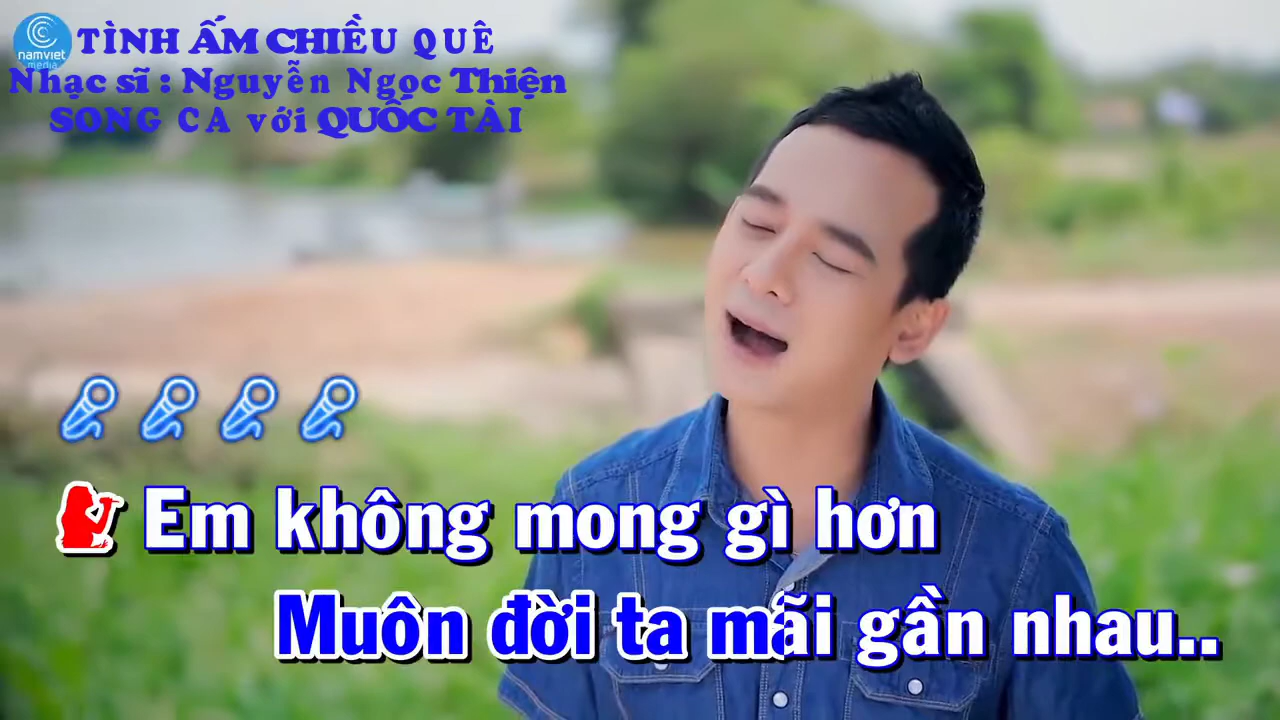 namviet
media
TÌNH ẤM CHIỀU QUÊ
Nhạc sĩ : Nguyễn Ngọc Thiện
SONG CA với QUỐC TÀI
Em không mong gì hơn
Muôn đời ta mãi gần nhau..